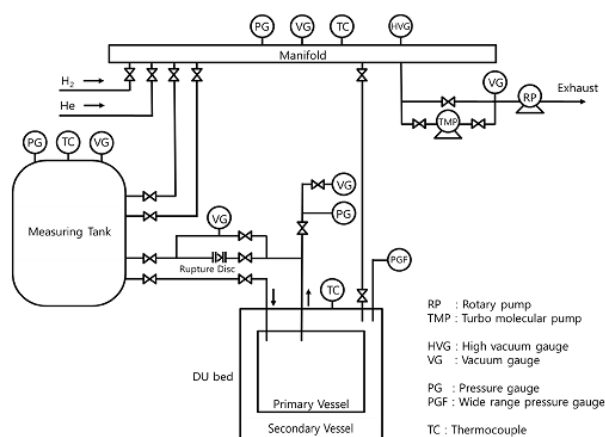 PG VG TC HVG
Manifold
H₂
He
VG
RP
Exhaust
TMP
PG TC VG
VG
PG
Measuring Tank
VG
Rupture Disc
PGF
TC
DU bed
Primary Vessel
Secondary Vessel
RP : Rotary pump
TMP : Turbo molecular pump
HVG : High vacuum gauge
VG : Vacuum gauge
PG : Pressure gauge
PGF : Wide range pressure gauge
TC : Thermocouple